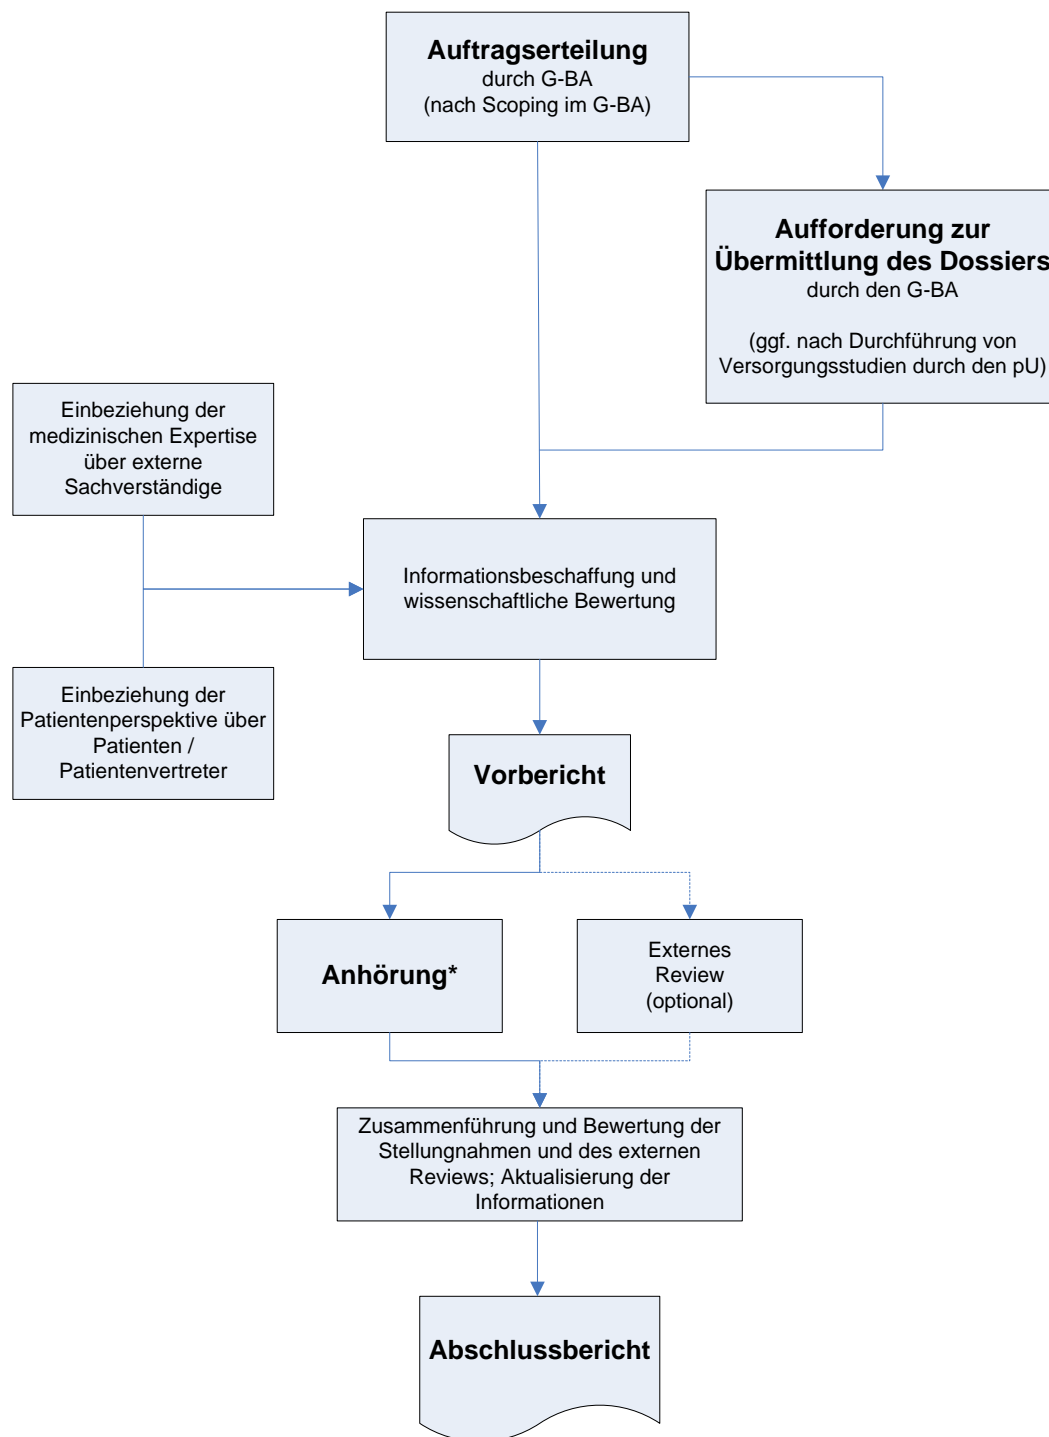 Auftragserteilung
durch G-BA
(nach Scoping im G-BA)
Aufforderung zur
Übermittlung des Dossiers
durch den G-BA
(ggf. nach Durchführung von
Versorgungsstudien durch den pU)
Einbeziehung der
medizinischen Expertise
über externe
Sachverständige
Informationsbeschaffung und
wissenschaftliche Bewertung
Einbeziehung der
Patientenperspektive über
Patienten /
Patientenvertreter
Vorbericht
Anhörung*
Externes
Review
(optional)
Zusammenführung und Bewertung der
Stellungnahmen und des externen
Reviews; Aktualisierung der
Informationen
Abschlussbericht